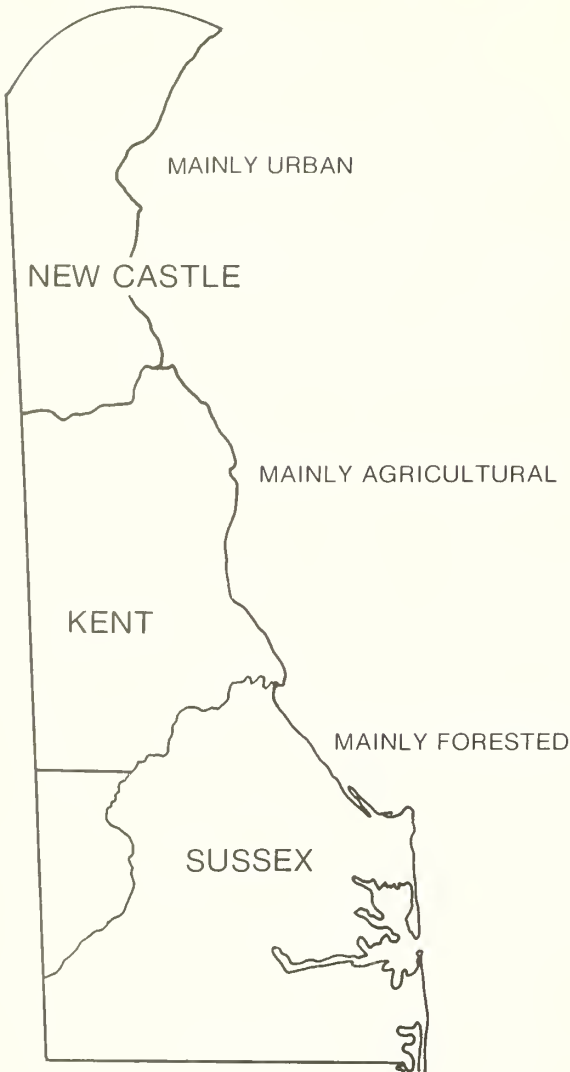 MAINLY URBAN
NEW CASTLE
MAINLY AGRICULTURAL
KENT
MAINLY FORESTED
SUSSEX